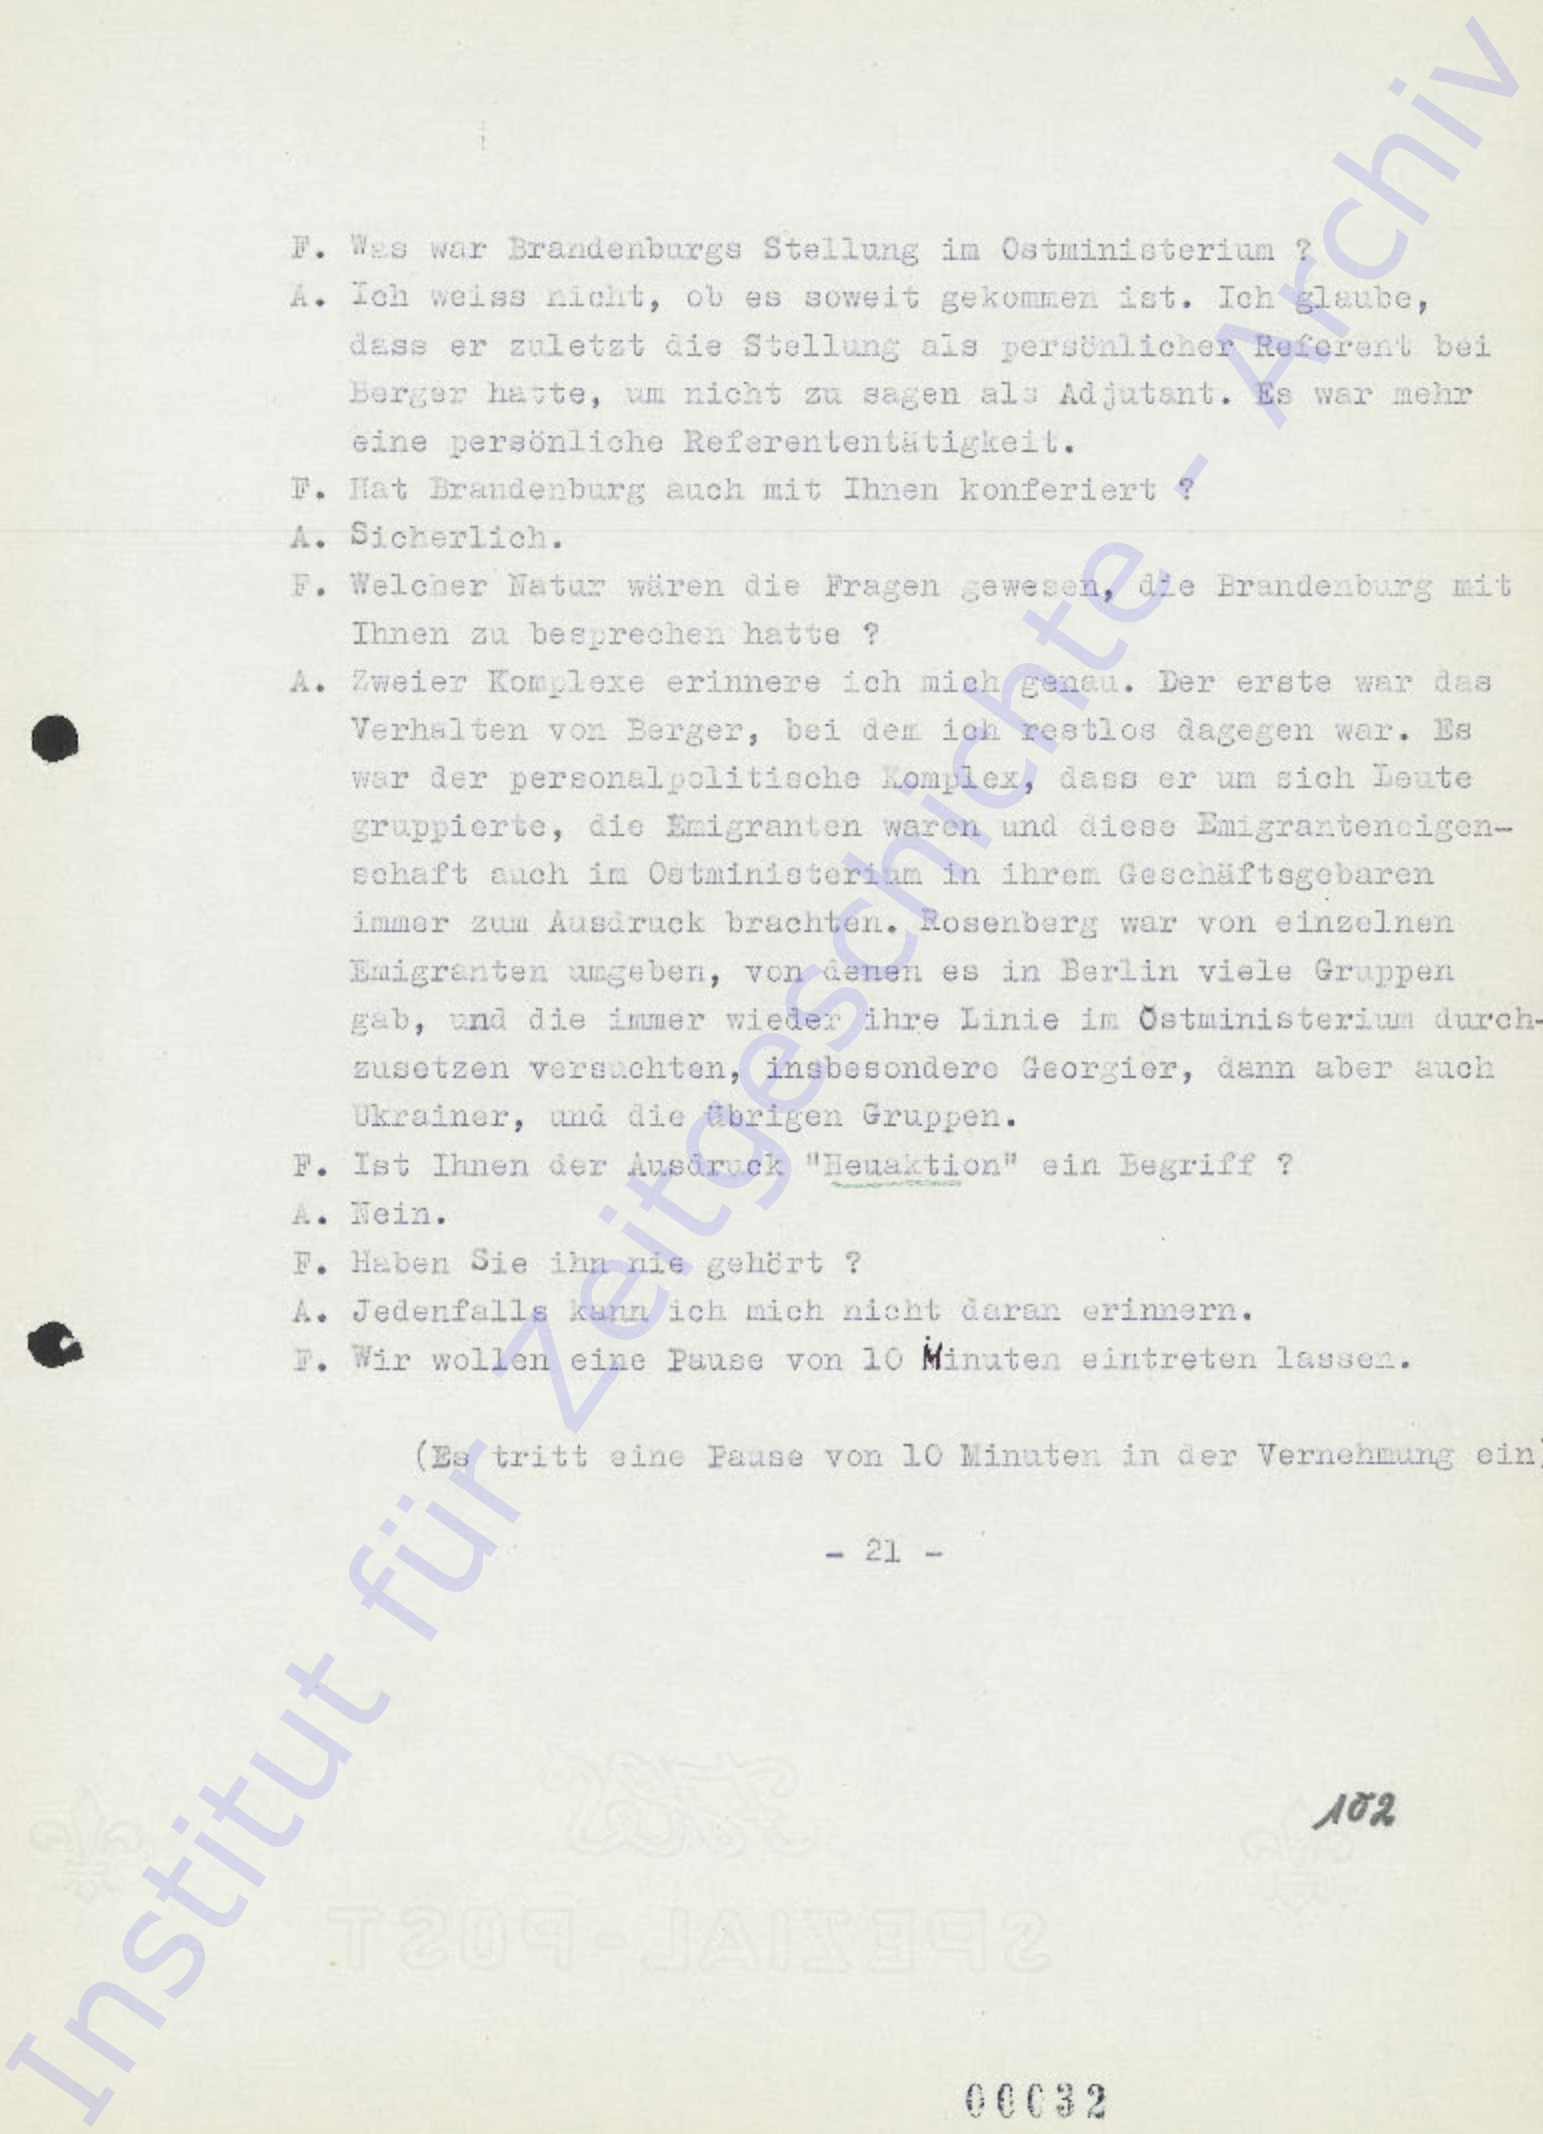 F. Was war Brandenburgs Stellung im Ostministerium ?
A. Ich weiss nicht, ob es soweit gekommen ist. Ich glaube,
dass er zuletzt die Stellung als persönlicher Referent bei
Berger hatte, um nicht zu sagen als Adjutant. Es war mehr
eine persönliche Referententätigkeit.
F. Hat Brandenburg auch mit Ihnen konferiert ?
A. Sicherlich.
F. Welcher Natur wären die Fragen gewesen, die Brandenburg mit
Ihnen zu besprechen hatte ?
A. Zweier Komplexe erinnere ich mich genau. Der erste war das
Verhalten von Berger, bei dem ich restlos dagegen war. Es
war der personalpolitische Komplex, dass er um sich Leute
gruppierte, die Emigranten waren und diese Emigranteneigen-
schaft auch im Ostministerium in ihrem Geschäftsgebaren
immer zum Ausdruck brachten. Rosenberg war von einzelnen
Emigranten umgeben, von denen es in Berlin viele Gruppen
gab, und die immer wieder ihre Linie im Ostministerium durch-
zusetzen versuchten, insbesondere Georgier, dann aber auch
Ukrainer, und die übrigen Gruppen.
F. Ist Ihnen der Ausdruck "Heuaktion" ein Begriff ?
A. Nein.
F. Haben Sie ihn nie gehört ?
A. Jedenfalls kann ich mich nicht daran erinnern.
F. Wir wollen eine Pause von 10 Minuten eintreten lassen.
(Es tritt eine Pause von 10 Minuten in der Vernehmung ein)
- 21 -
102
SPEZIAL-POST
00032
Institut für Zeitgeschichte - Archiv